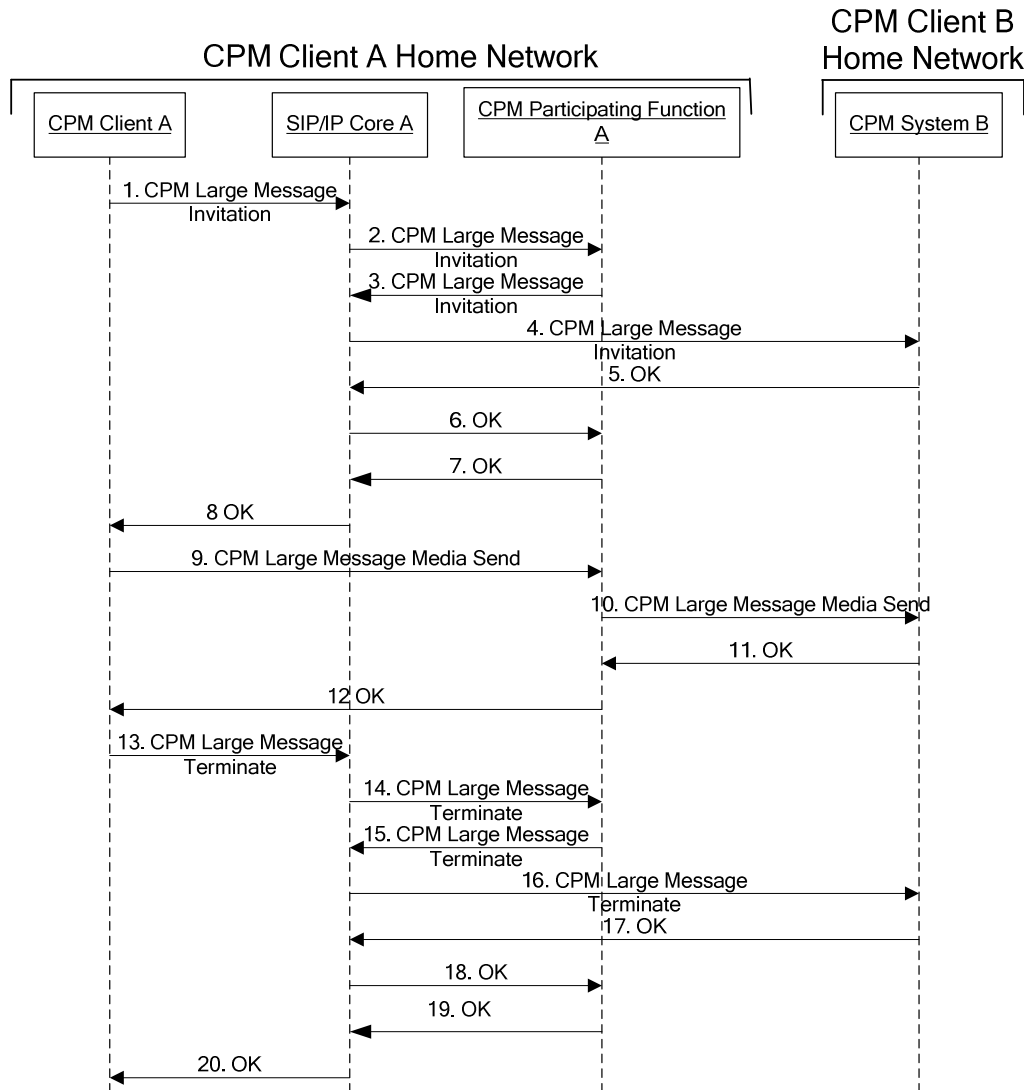 CPM Client B
Home Network
CPM Client A Home Network
CPM Client A
SIP/IP Core A
CPM Participating Function
A
CPM System B
1. CPM Large Message
Invitation
2. CPM Large Message
Invitation
3. CPM Large Message
Invitation
4. CPM Large Message
Invitation
5. OK
6. OK
7. OK
8 OK
9. CPM Large Message Media Send
10. CPM Large Message Media Send
11. OK
12 OK
13. CPM Large Message
Terminate
14. CPM Large Message
Terminate
15. CPM Large Message
Terminate
16. CPM Large Message
Terminate
17. OK
18. OK
19. OK
20. OK